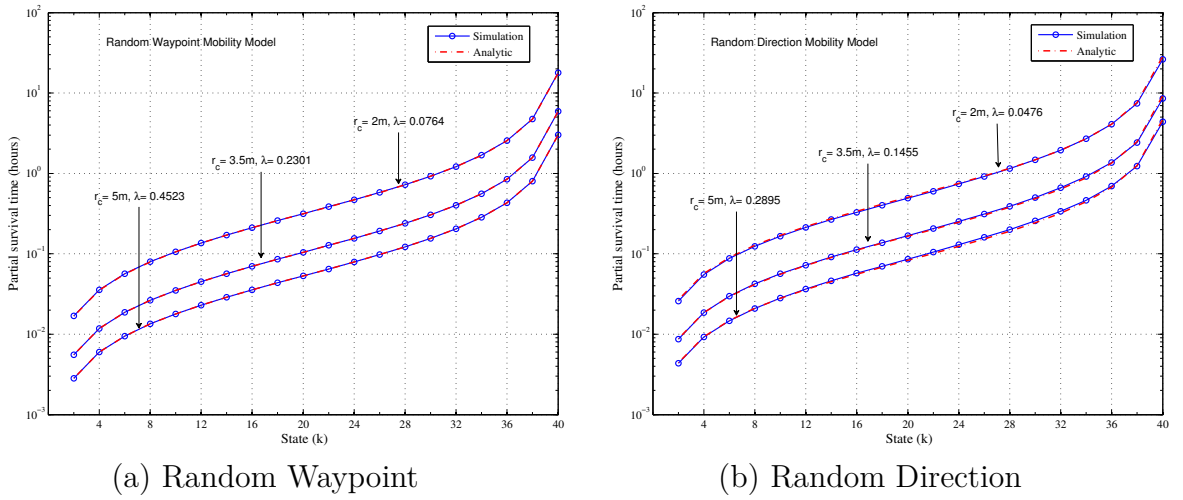 Random Waypoint Mobility Model
Simulation
Analytic
r_c= 2m, λ= 0.0764
r_c= 3.5m, λ= 0.2301
r_c= 5m, λ= 0.4523
Partial survival time (hours)
10^2
10^1
10^0
10^-1
10^-2
10^-3
4 8 12 16 20 24 28 32 36 40
State (k)
(a) Random Waypoint
Random Direction Mobility Model
Simulation
Analytic
r_c= 2m, λ= 0.0476
r_c= 3.5m, λ= 0.1455
r_c= 5m, λ= 0.2895
Partial survival time (hours)
10^2
10^1
10^0
10^-1
10^-2
10^-3
4 8 12 16 20 24 28 32 36 40
State (k)
(b) Random Direction